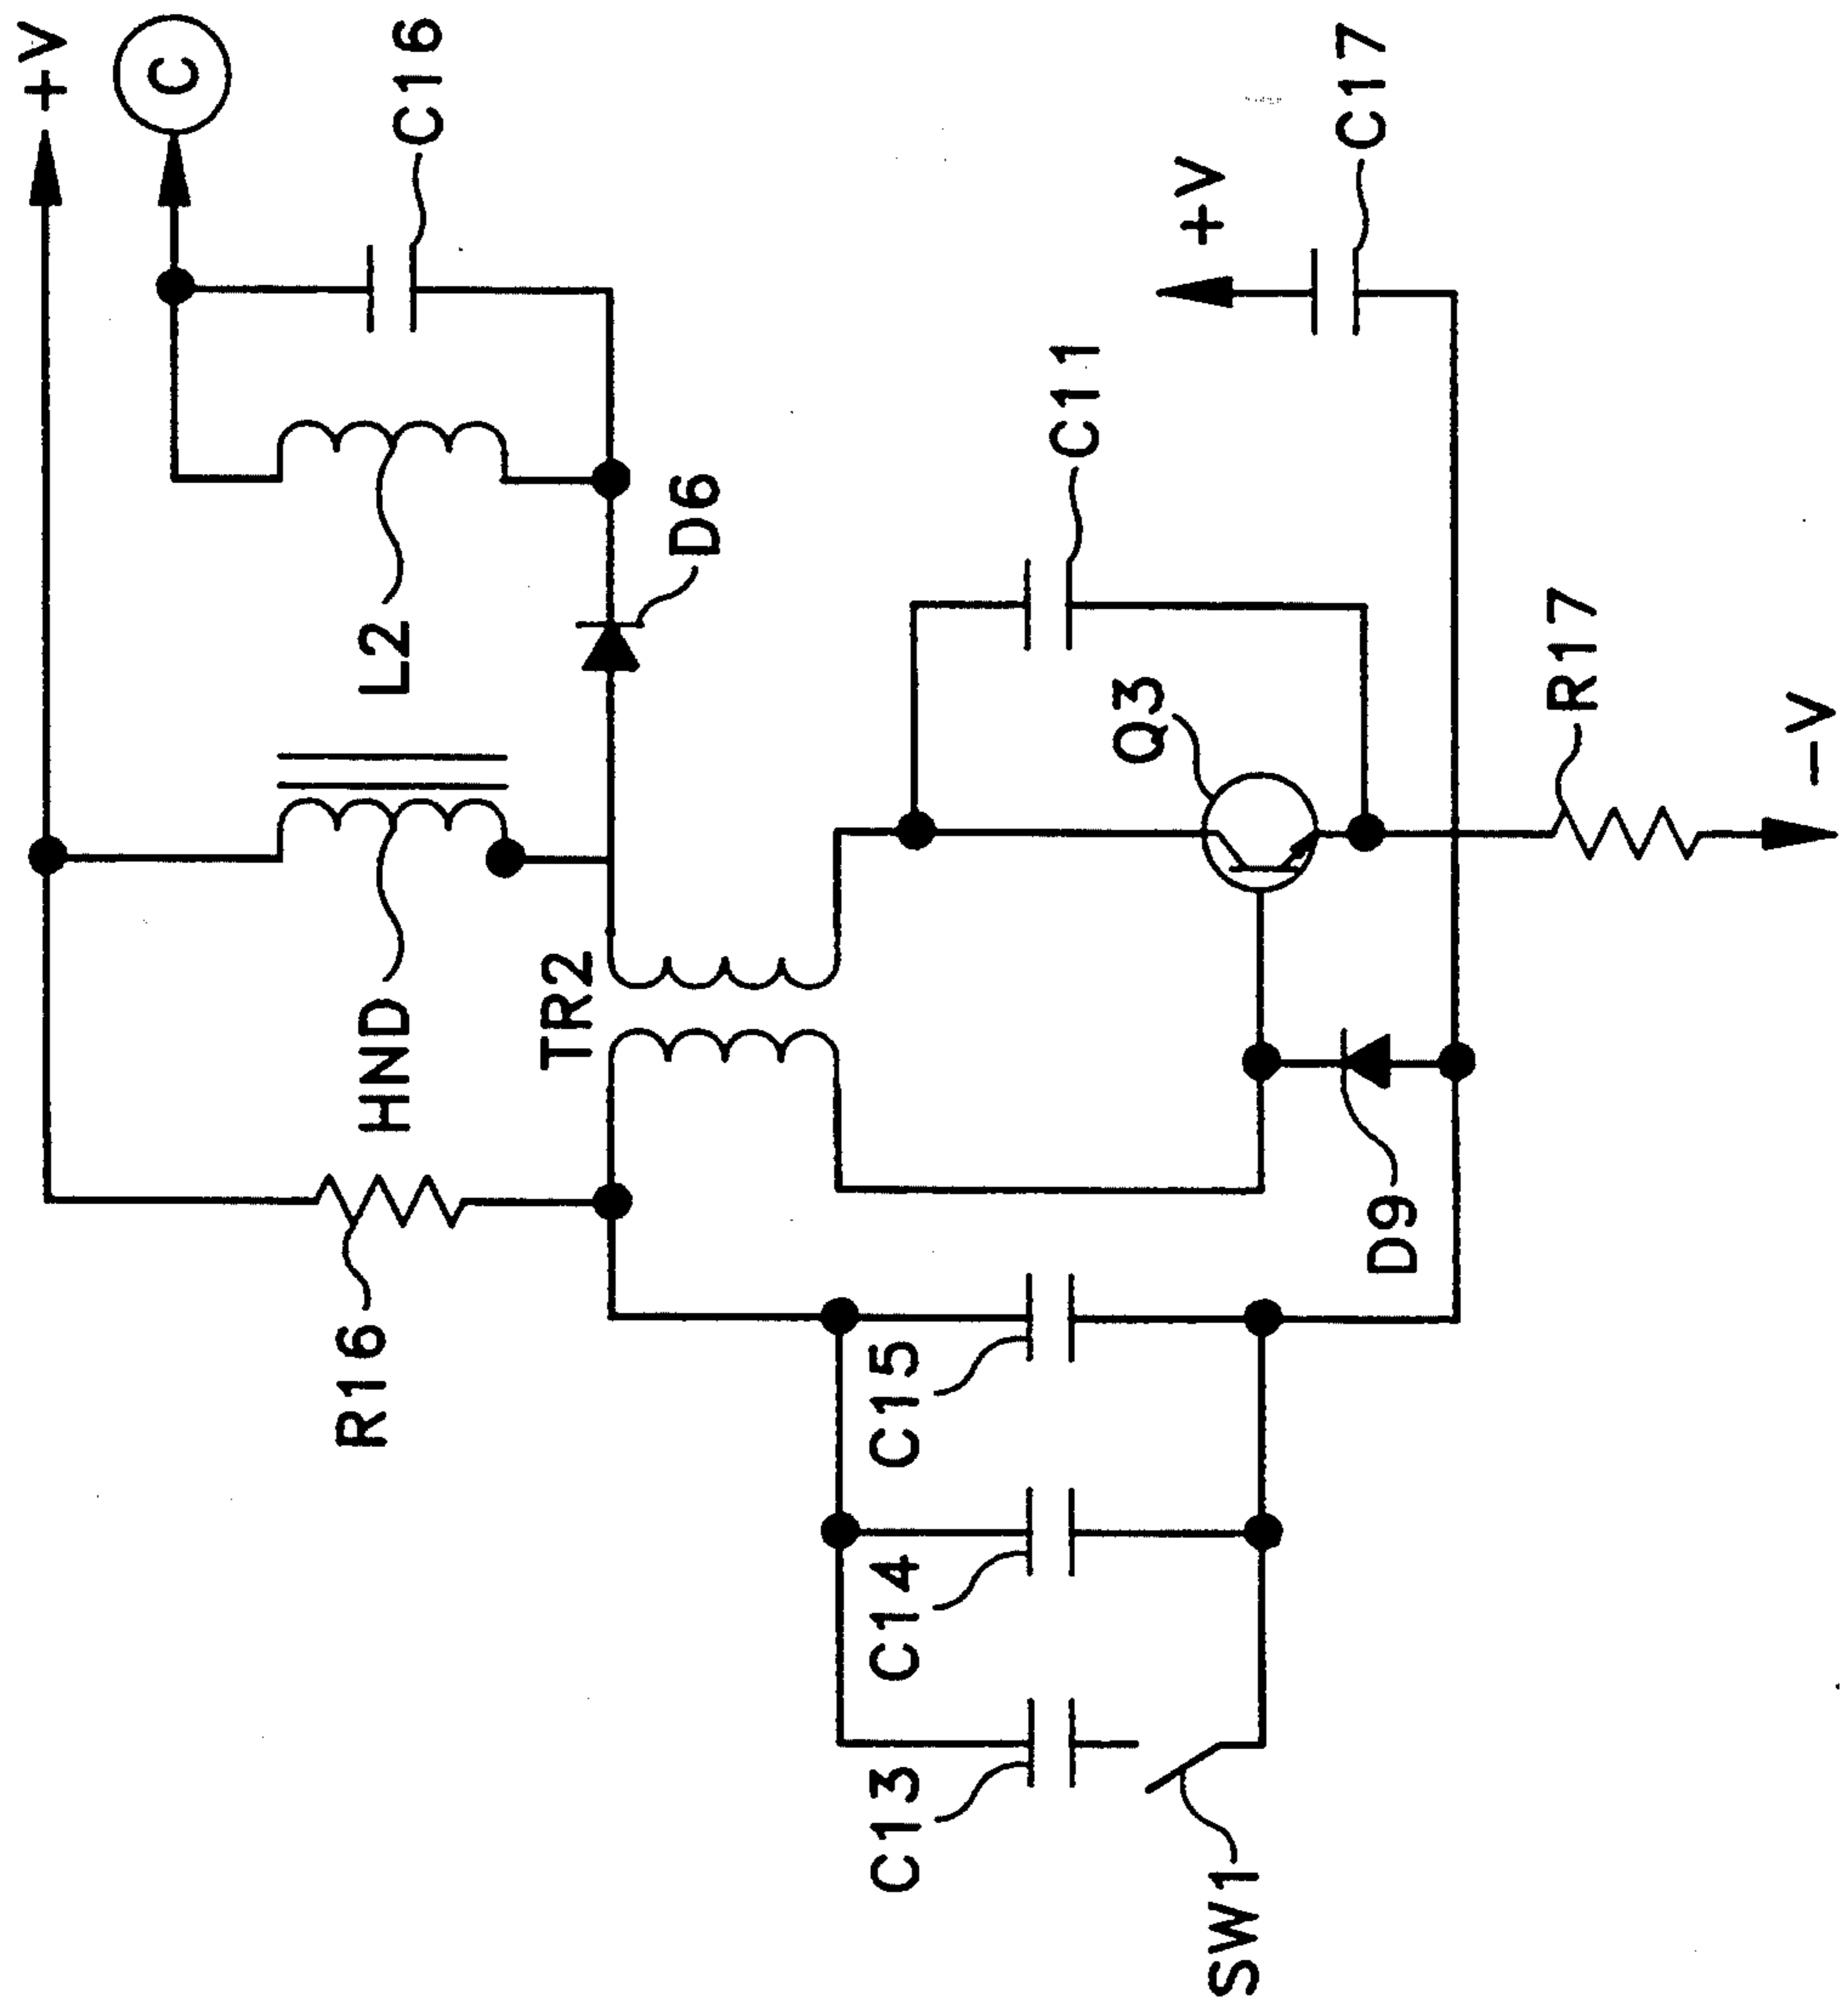 +V
C
C16
L2
D6
HND
TR2
R16
+V
C17
C11
Q3
R17
-V
D9
C15
C14
C13
SW1